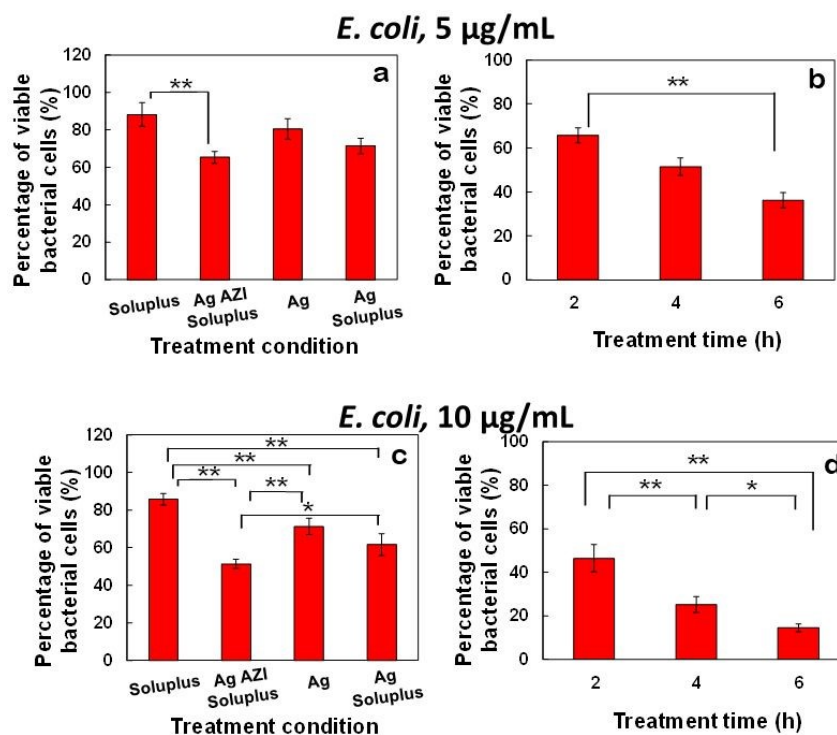 E. coli, 5 µg/mL
a
Percentage of viable
bacterial cells (%)
120
100
80
60
40
20
0
**
Soluplus
Ag AZI
Soluplus
Ag
Ag
Soluplus
Treatment condition
b
Percentage of viable
bacterial cells (%)
100
80
60
40
20
0
**
2 4 6
Treatment time (h)
E. coli, 10 µg/mL
c
Percentage of viable
bacterial cells (%)
120
100
80
60
40
20
0
**
**
** **
*
Soluplus
Ag AZI
Soluplus
Ag
Ag
Soluplus
Treatment condition
d
Percentage of viable
bacterial cells (%)
100
80
60
40
20
0
**
** *
2 4 6
Treatment time (h)